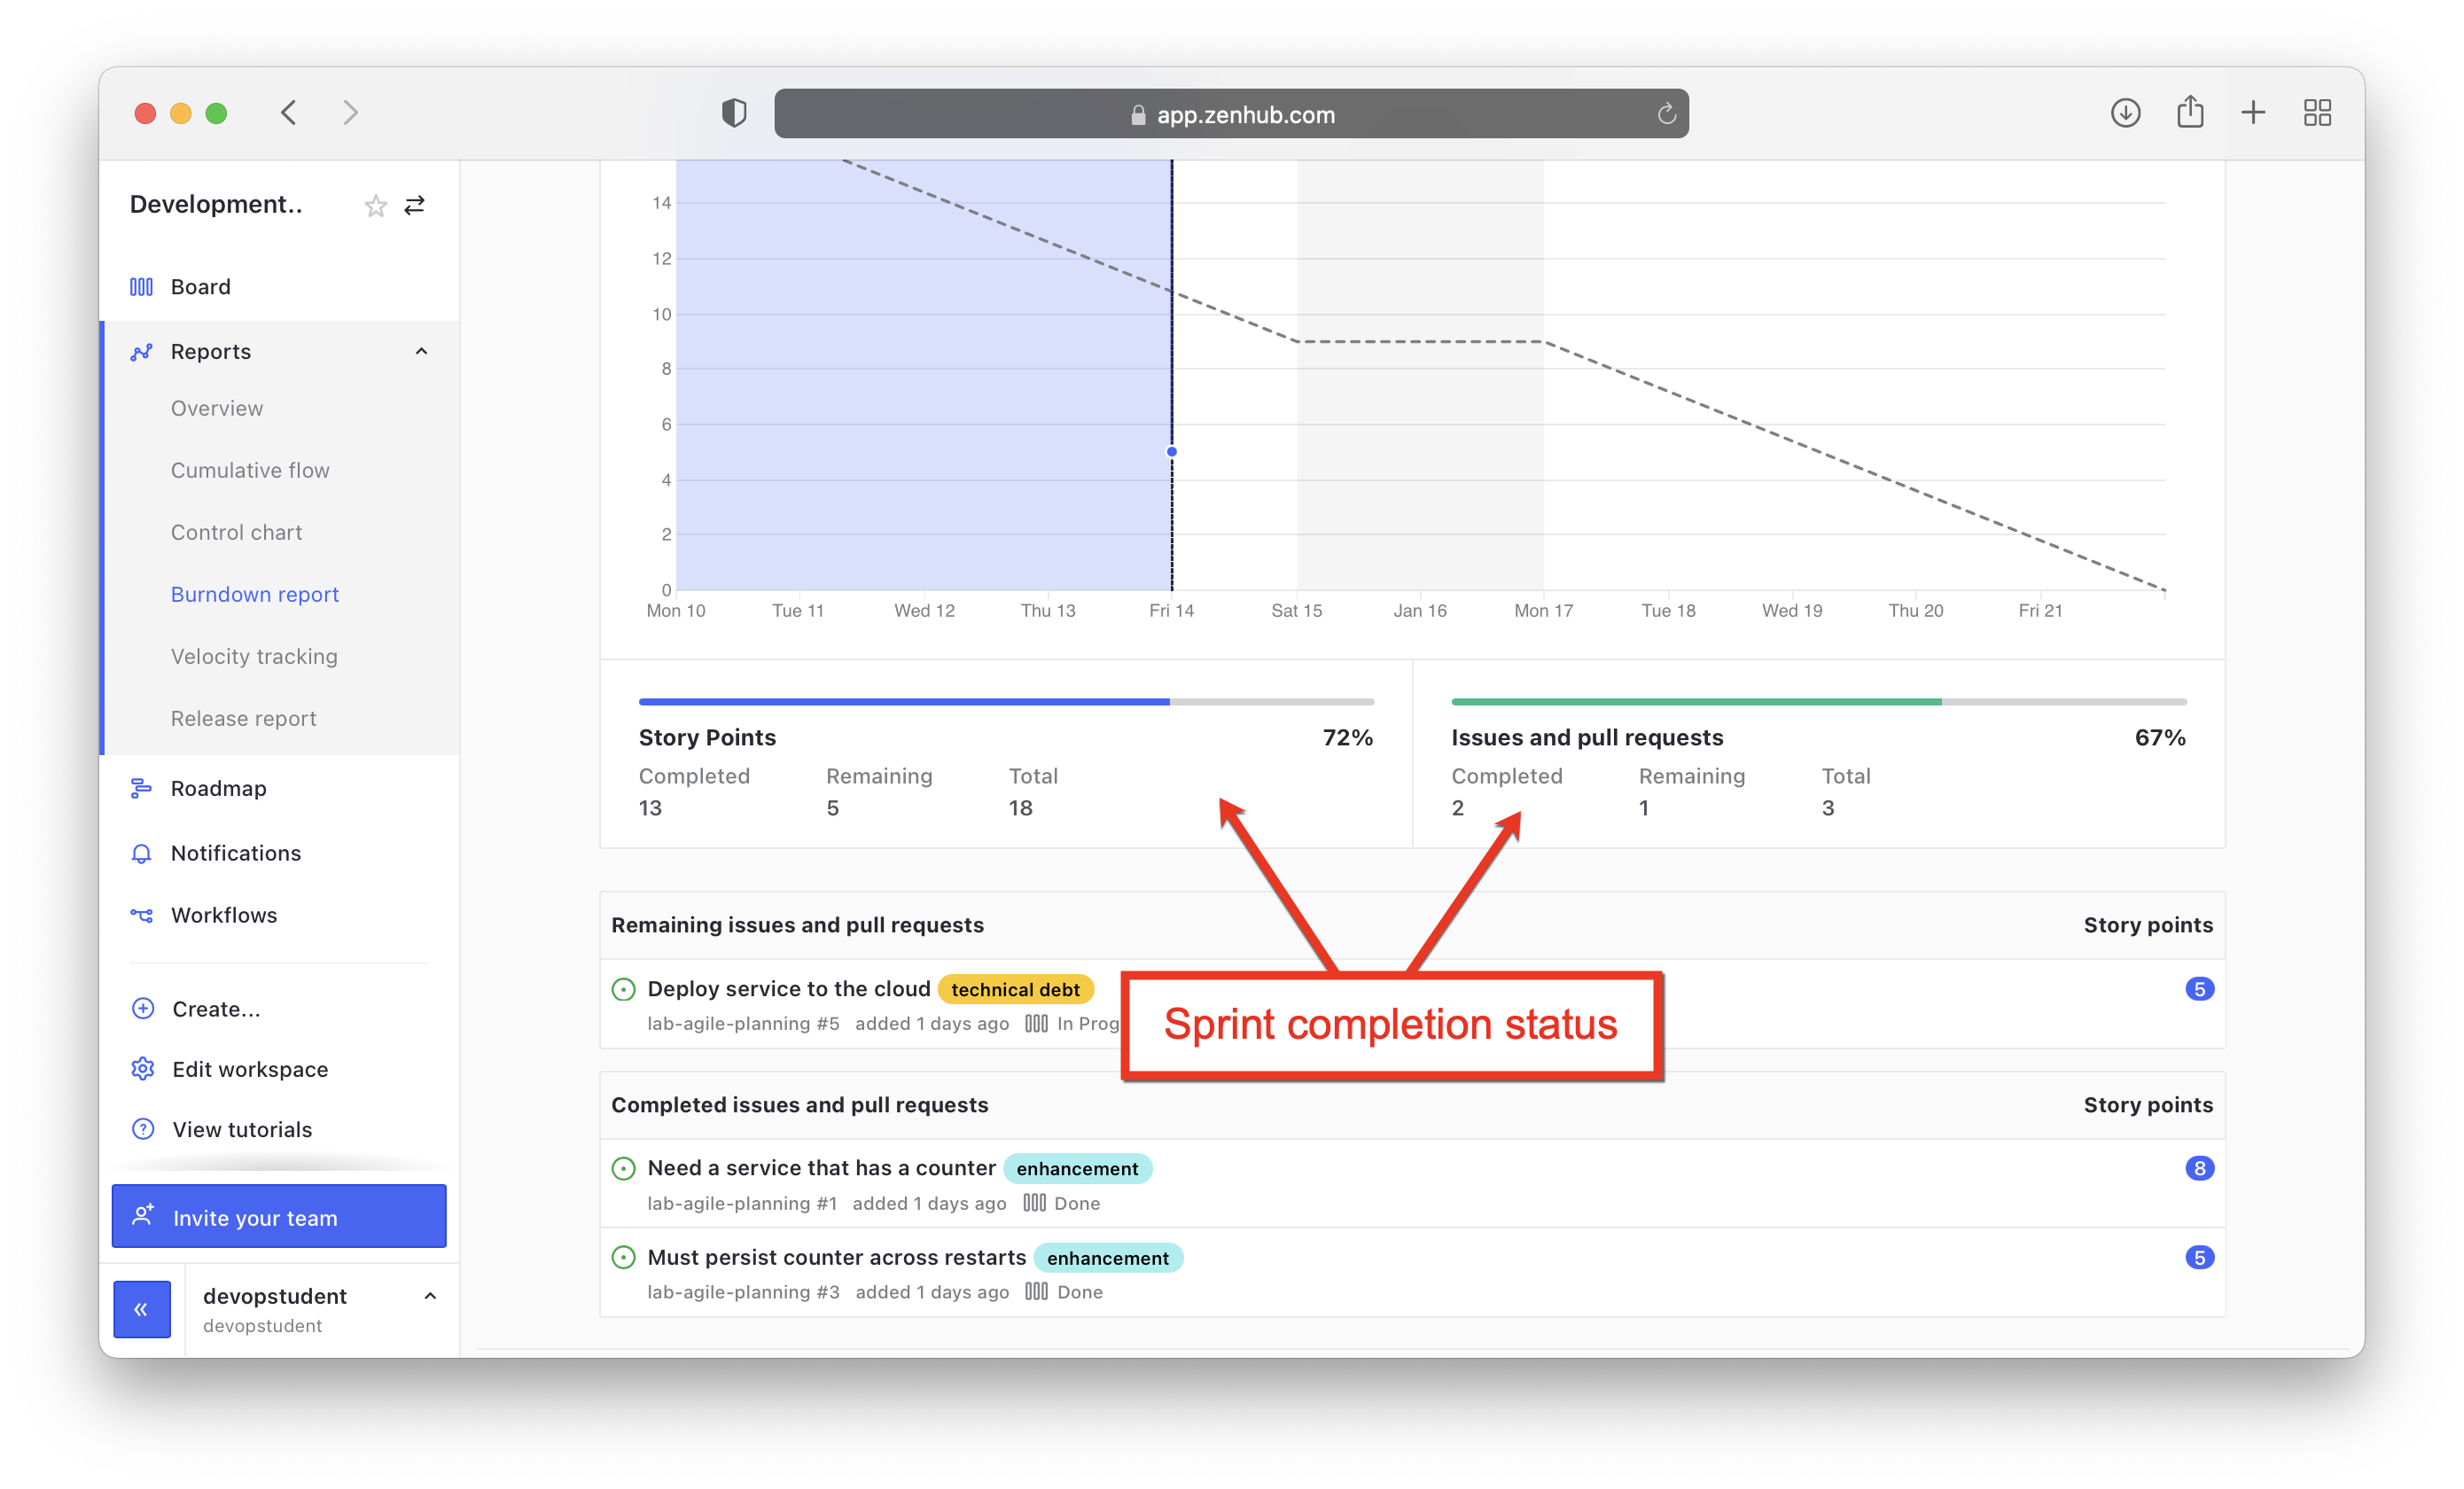 app.zenhub.com
Development..
Board
Reports
Overview
Cumulative flow
Control chart
Burndown report
Velocity tracking
Release report
Roadmap
Notifications
Workflows
Create...
Edit workspace
View tutorials
Invite your team
«
devopstudent
devopstudent
14
12
10
8
6
4
2
0
Mon 10 Tue 11 Wed 12 Thu 13 Fri 14 Sat 15 Jan 16 Mon 17 Tue 18 Wed 19 Thu 20 Fri 21
Story Points 72%
Completed Remaining Total
13 5 18
Issues and pull requests 67%
Completed Remaining Total
2 1 3
Remaining issues and pull requests Story points
Deploy service to the cloud technical debt 5
lab-agile-planning #5 added 1 days ago In Prog
Sprint completion status
Completed issues and pull requests Story points
Need a service that has a counter enhancement 8
lab-agile-planning #1 added 1 days ago Done
Must persist counter across restarts enhancement 5
lab-agile-planning #3 added 1 days ago Done